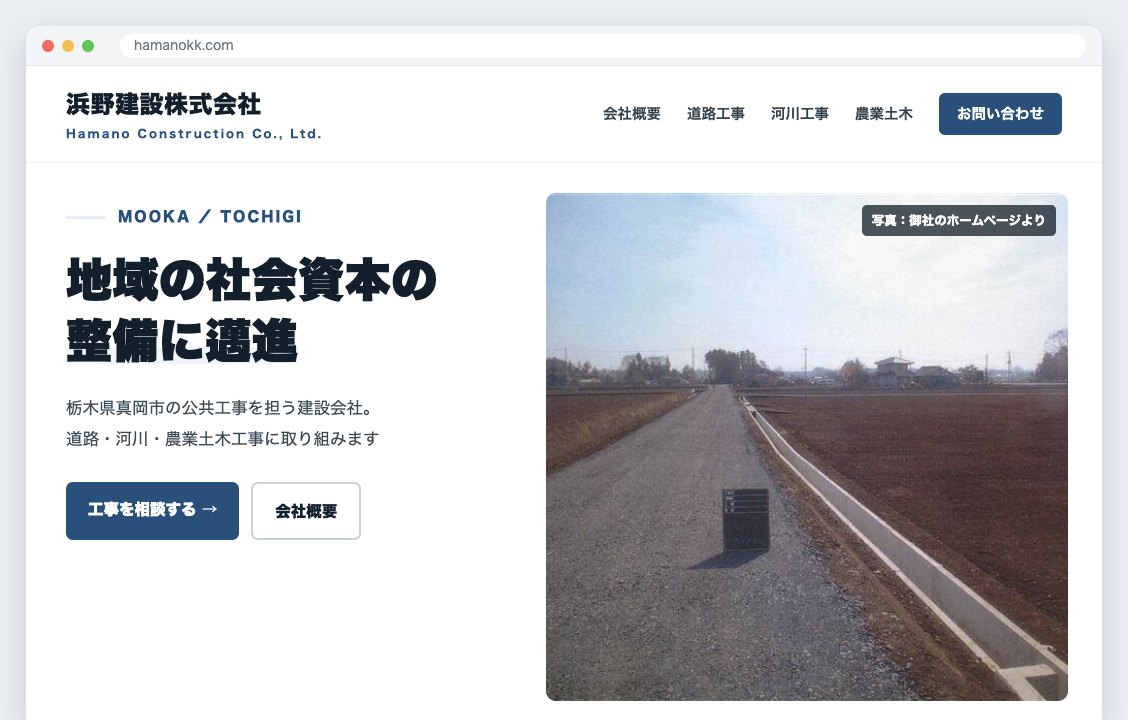 hamanokk.com
浜野建設株式会社
Hamano Construction Co., Ltd.
会社概要
道路工事
河川工事
農業土木
お問い合わせ
MOOKA ／ TOCHIGI
写真：御社のホームページより
地域の社会資本の
整備に邁進
栃木県真岡市の公共工事を担う建設会社。
道路・河川・農業土木工事に取り組みます
工事を相談する →
会社概要